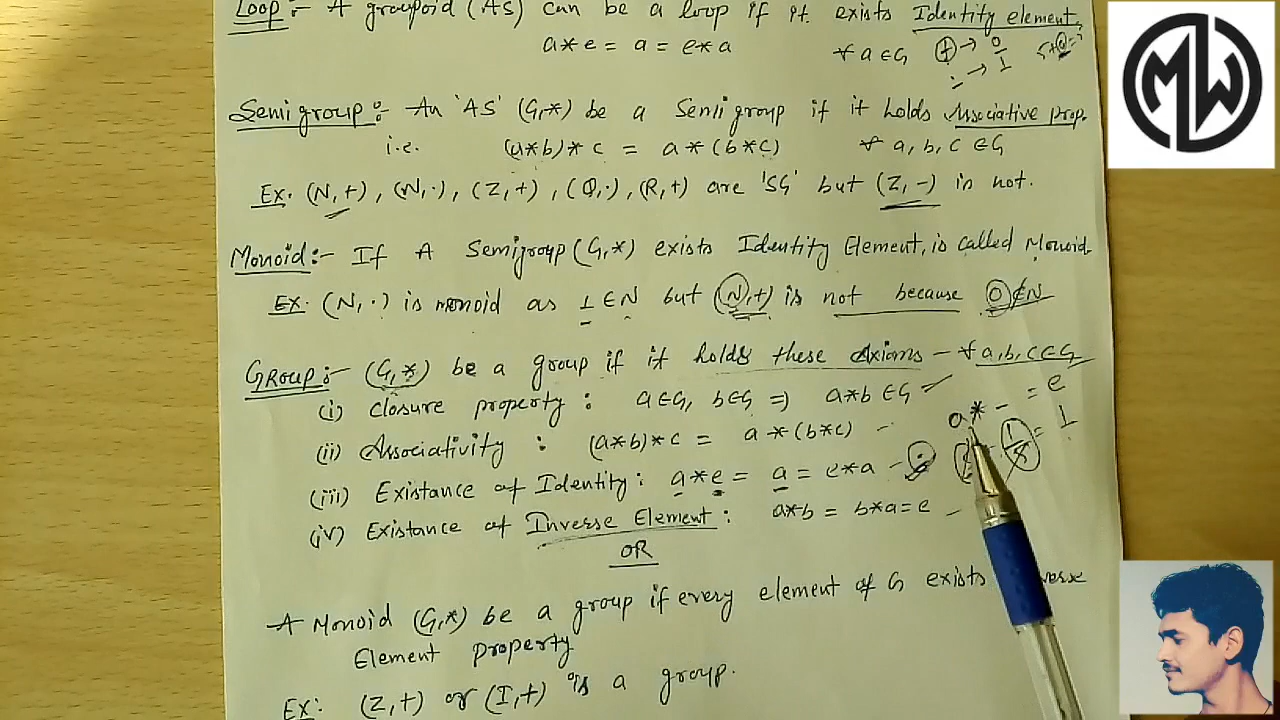 Loop:- A groupoid (AS) can be a loop if it exists Identity element,
a*e = a = e*a ∀ a∈G + → 0
. → 1
Semigroup:- An 'AS' (G,*) be a Semigroup if it holds Associative prop.
i.e. (a*b)*c = a*(b*c) ∀ a, b, c ∈G
Ex. (N,+), (N,·), (Z,+), (Q,·), (R,+) are 'SG' but (Z,-) is not.
Monoid:- If A Semigroup (G,*) exists Identity Element, is called Monoid.
Ex. (N,·) is monoid as 1∈N but (N,+) is not because 0∉N
Group:- (G,*) be a group if it holds these Axioms - ∀ a,b,c∈G
(i) Closure property: a∈G, b∈G ⇒ a*b ∈G
a* - = e
(ii) Associativity : (a*b)*c = a*(b*c) -
= 1
(iii) Existance of Identity: a*e = a = e*a -
(iv) Existance of Inverse Element: a*b = b*a = e -
OR
A Monoid (G,*) be a group if every element of G exists
Element property
Ex: (Z,+) or (I,+) is a group.
MW